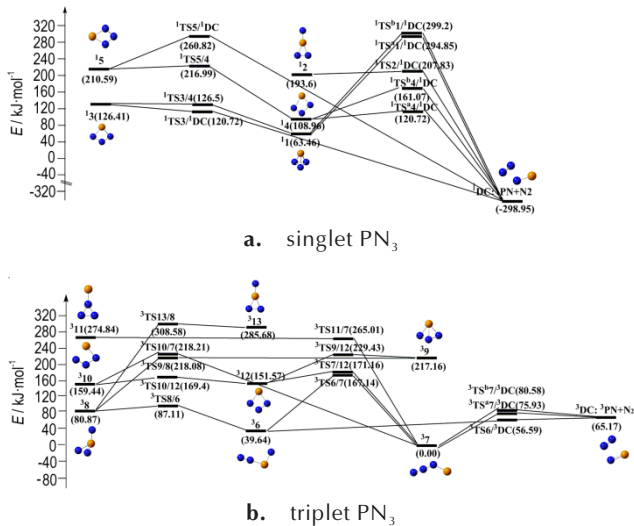 E / kJ·mol⁻¹
320
280
240
200
160
120
80
40
0
-40
-320
¹5
(210.59)
¹TS5/¹DC
(260.82)
¹TS5/4
(216.99)
¹3(126.41)
¹TS3/4(126.5)
¹TS3/¹DC(120.72)
¹2
(193.6)
¹4(108.96)
¹1(63.46)
¹TSᵇ1/¹DC(299.2)
¹TSᵃ1/¹DC(294.85)
¹TS2/¹DC(207.83)
¹TSᵇ4/¹DC
(161.07)
¹TSᵃ4/¹DC
(120.72)
¹DC: ¹PN+N2
(-298.95)
a. singlet PN₃
E / kJ·mol⁻¹
320
280
240
200
160
120
80
40
0
-40
-80
³11(274.84)
³10
(159.44)
³8
(80.87)
³TS13/8
(308.58)
³TS10/7(218.21)
³TS9/8(218.08)
³TS10/12(169.4)
³TS8/6
(87.11)
³13
(285.68)
³12(151.57)
³6
(39.64)
³TS11/7(265.01)
³TS9/12(229.43)
³TS7/12(171.16)
³TS6/7(167.14)
³9
(217.16)
³7
(0.00)
³TSᵇ7/³DC(80.58)
³TSᵃ7/³DC(75.93)
³TS6/³DC(56.59)
³DC: ³PN+N₂
(65.17)
b. triplet PN₃